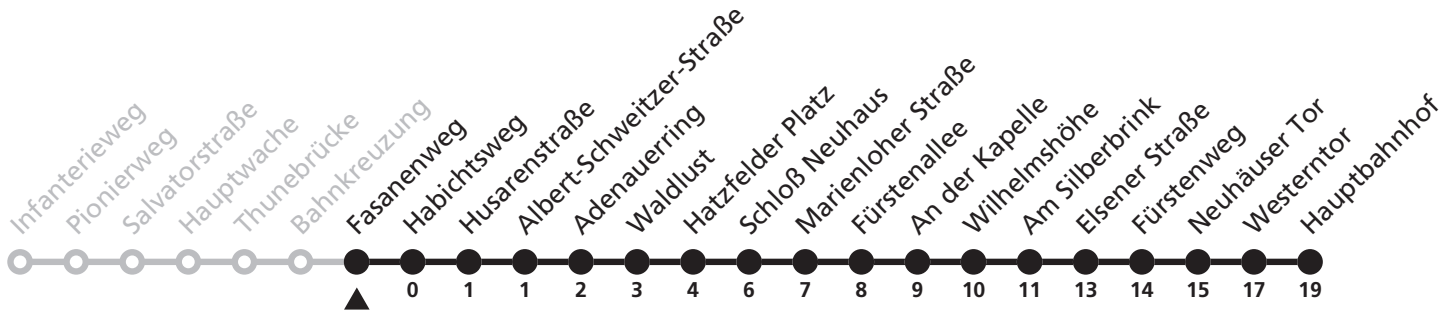 Infanterieweg
Pionierweg
Salvatorstraße
Hauptwache
Thunebrücke
Bahnkreuzung
Fasanenweg
Habichtsweg
Husarenstraße
Albert-Schweitzer-Straße
Adenauerring
Waldlust
Hatzfelder Platz
Schloß Neuhaus
Marienloher Straße
Fürstenallee
An der Kapelle
Wilhelmshöhe
Am Silberbrink
Elsener Straße
Fürstenweg
Neuhäuser Tor
Westerntor
Hauptbahnhof
0 1 1 2 3 4 6 7 8 9 10 11 13 14 15 17 19